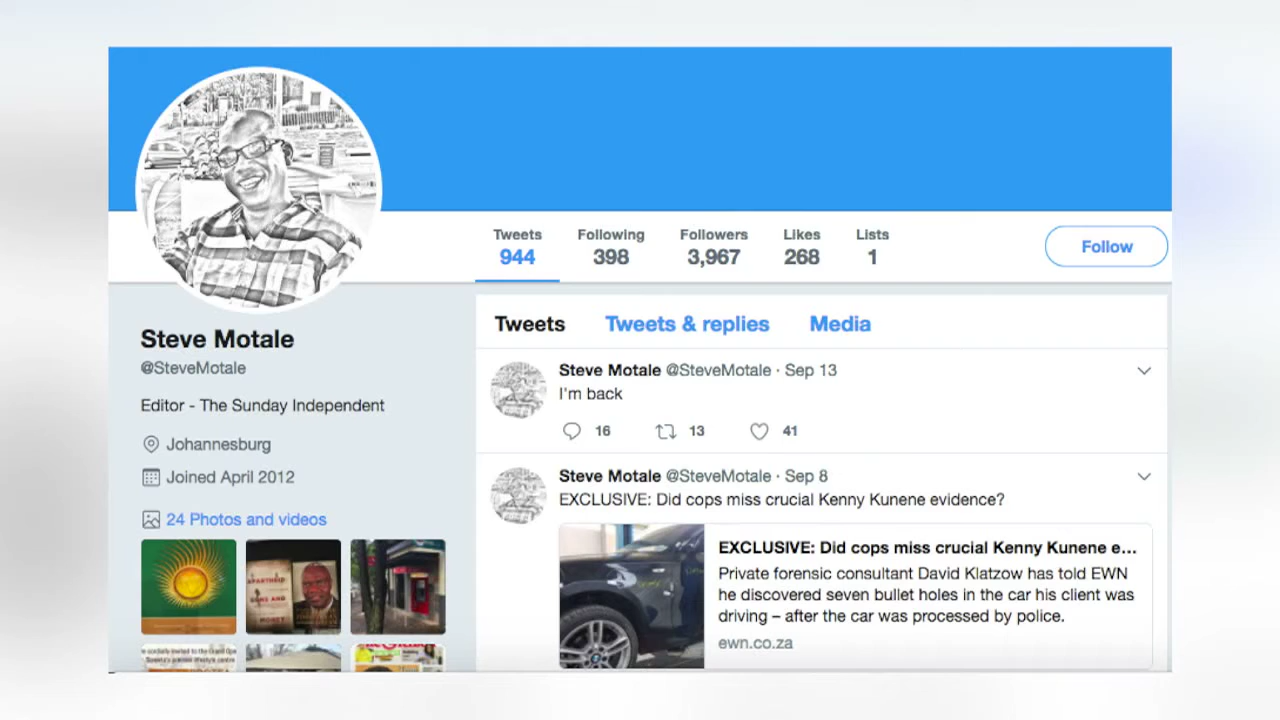 Tweets Following Followers Likes Lists
944 398 3,967 268 1
Follow
Steve Motale
@SteveMotale
Editor - The Sunday Independent
Johannesburg
Joined April 2012
24 Photos and videos
APARTHEID
GUNS AND
MONEY
Tweets Tweets & replies Media
Steve Motale @SteveMotale · Sep 13
I'm back
16 13 41
Steve Motale @SteveMotale · Sep 8
EXCLUSIVE: Did cops miss crucial Kenny Kunene evidence?
EXCLUSIVE: Did cops miss crucial Kenny Kunene e...
Private forensic consultant David Klatzow has told EWN
he discovered seven bullet holes in the car his client was
driving – after the car was processed by police.
ewn.co.za